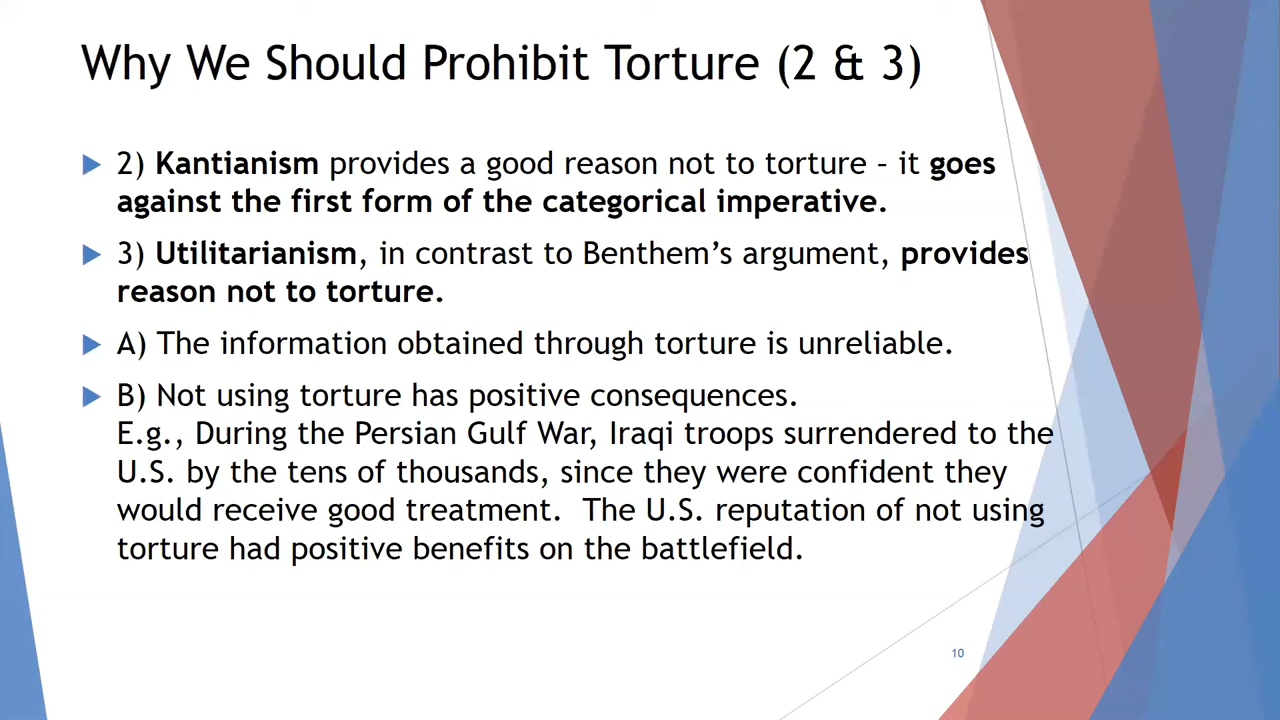 Why We Should Prohibit Torture (2 & 3)
2) Kantianism provides a good reason not to torture – it goes
against the first form of the categorical imperative.
3) Utilitarianism, in contrast to Benthem’s argument, provides
reason not to torture.
A) The information obtained through torture is unreliable.
B) Not using torture has positive consequences.
E.g., During the Persian Gulf War, Iraqi troops surrendered to the
U.S. by the tens of thousands, since they were confident they
would receive good treatment.  The U.S. reputation of not using
torture had positive benefits on the battlefield.
10